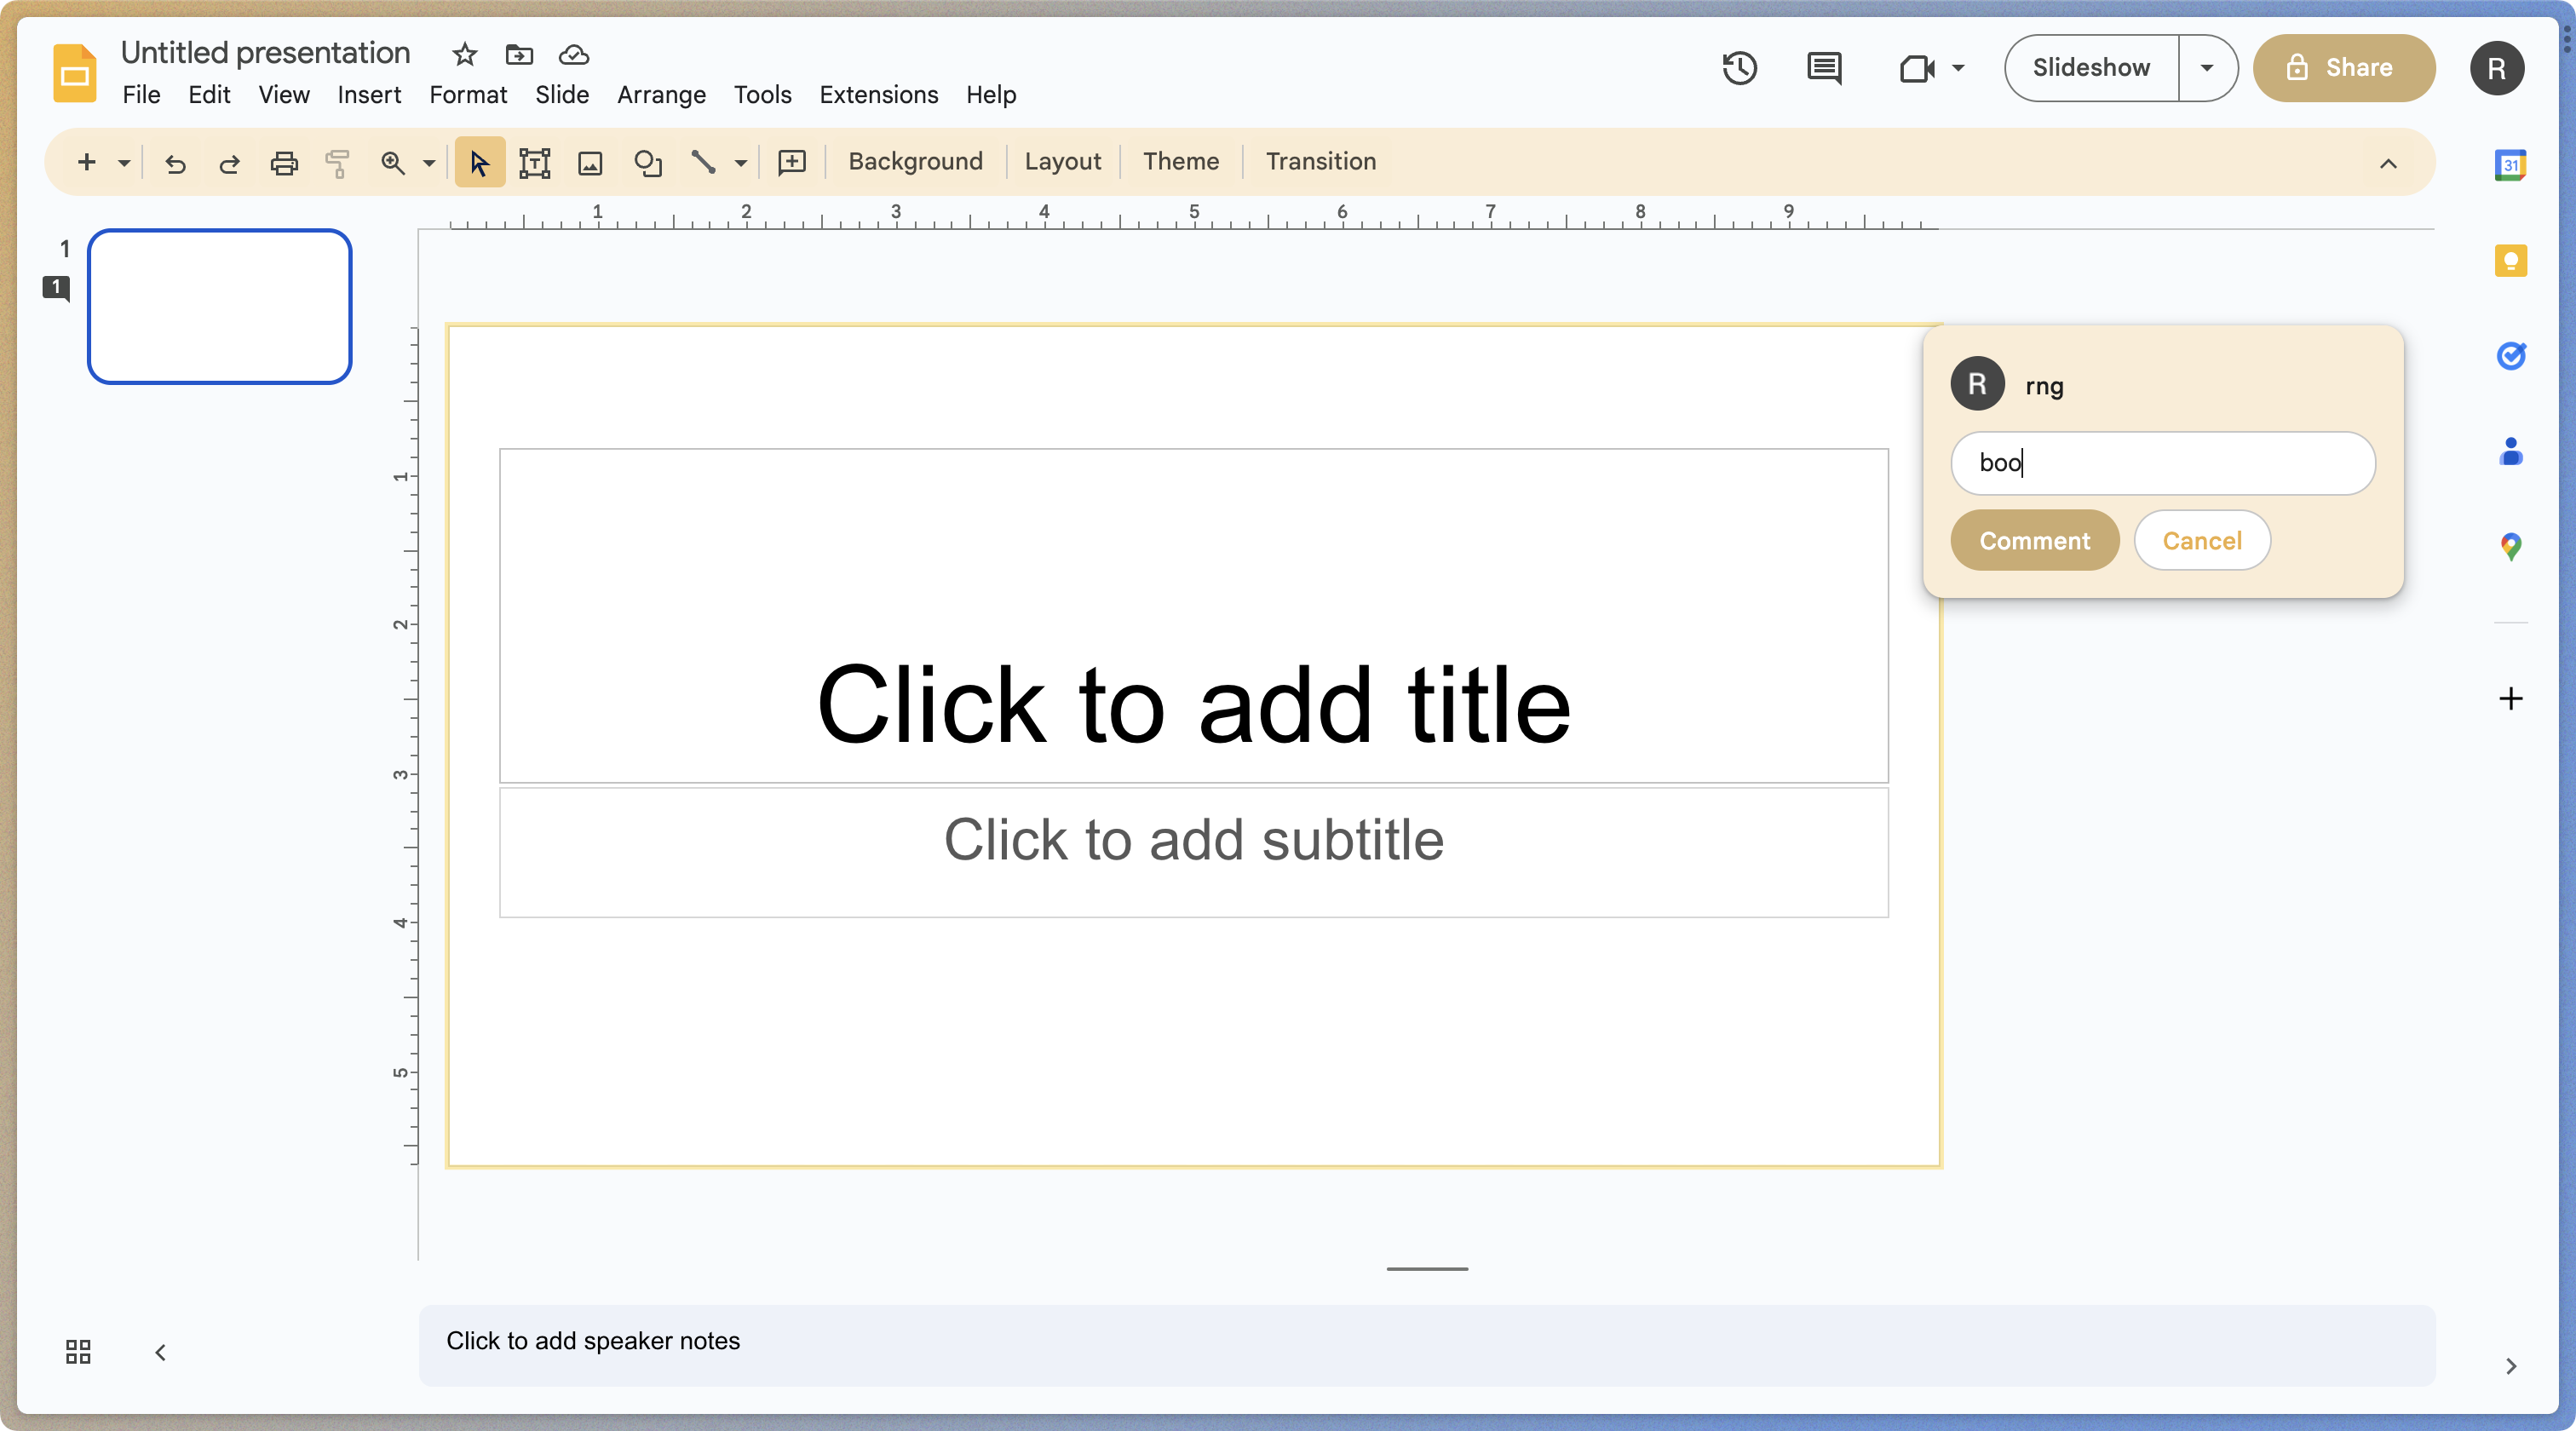 Untitled presentation
File Edit View Insert Format Slide Arrange Tools Extensions Help
Slideshow
Share
R
Background Layout Theme Transition
31
1 2 3 4 5 6 7 8 9
1
1
R rng
boo
Comment Cancel
1
2
3
4
5
Click to add title
Click to add subtitle
Click to add speaker notes